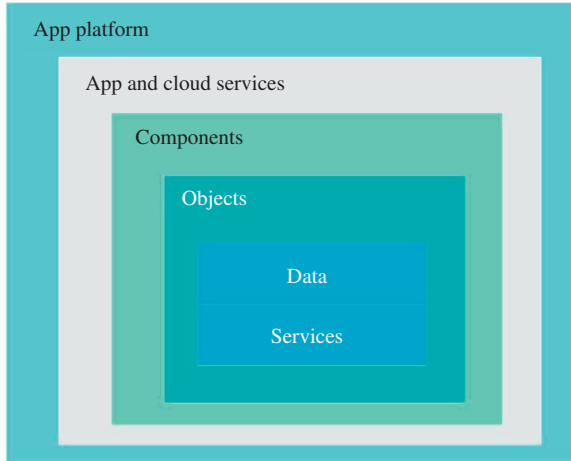 App platform
App and cloud services
Components
Objects
Data
Services